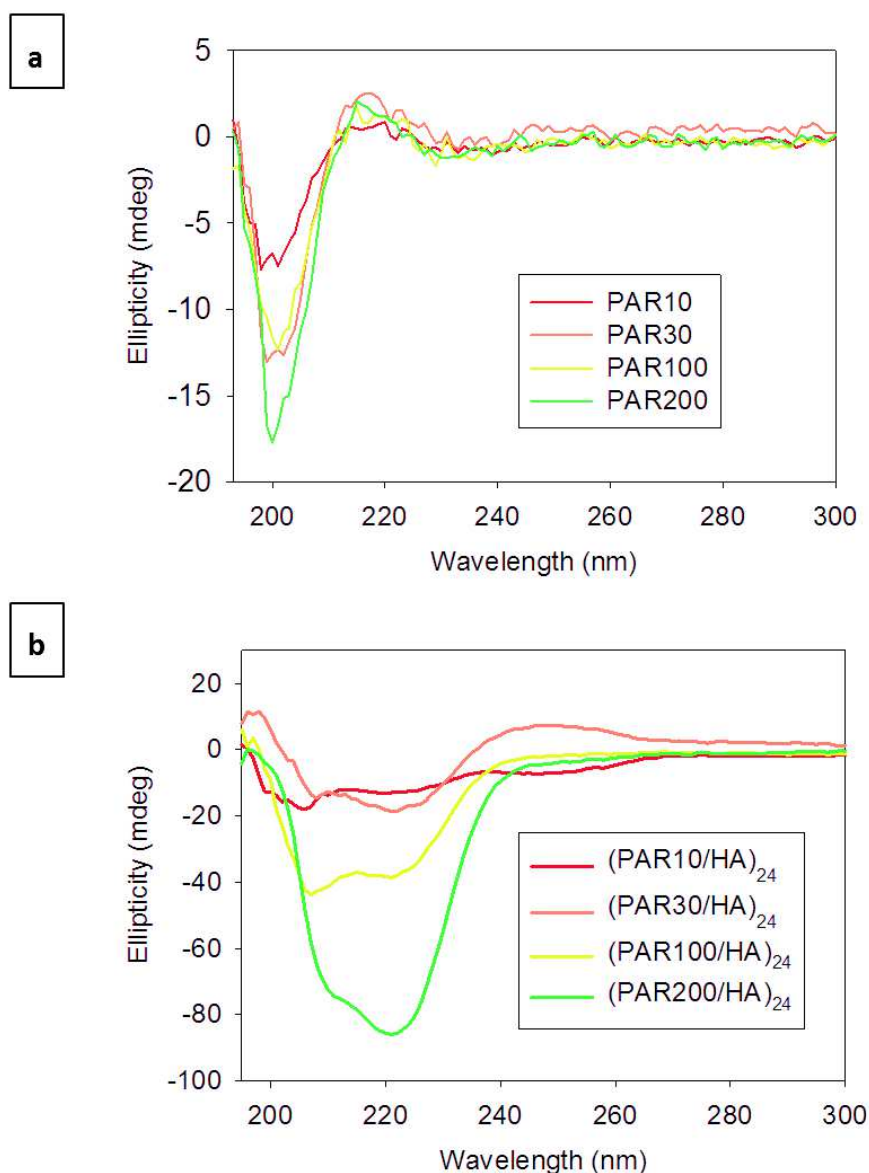 a
5
0
-5
-10
-15
-20
Ellipticity (mdeg)
PAR10
PAR30
PAR100
PAR200
200 220 240 260 280 300
Wavelength (nm)
b
20
0
-20
-40
-60
-80
-100
Ellipticity (mdeg)
(PAR10/HA)24
(PAR30/HA)24
(PAR100/HA)24
(PAR200/HA)24
200 220 240 260 280 300
Wavelength (nm)